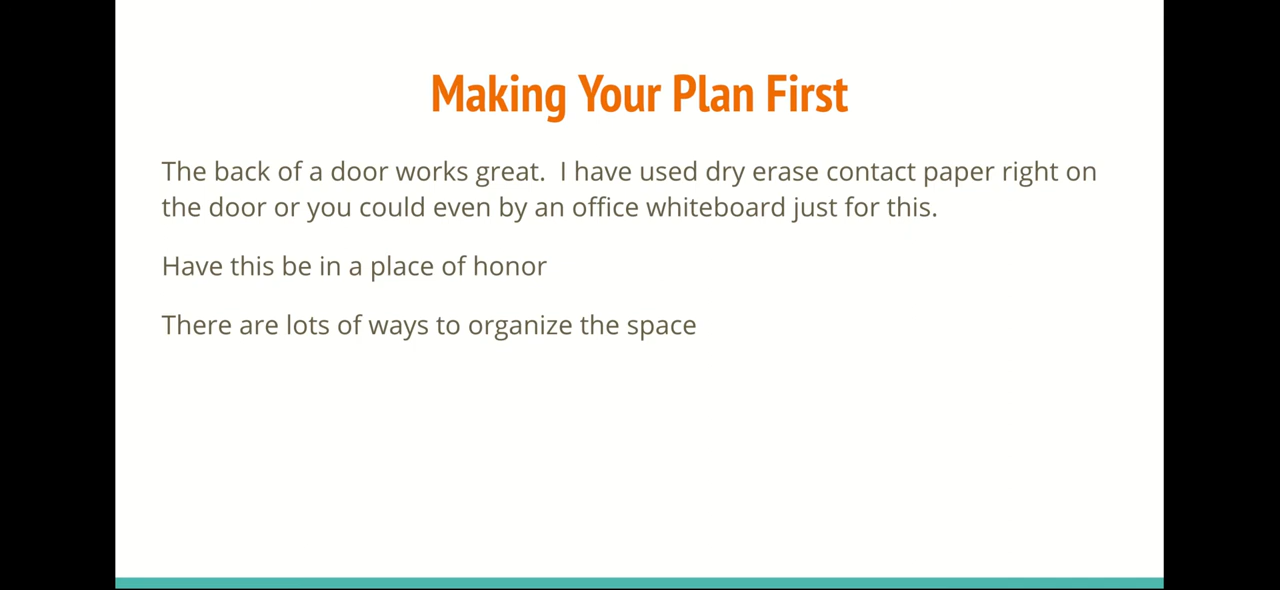 Making Your Plan First
The back of a door works great.  I have used dry erase contact paper right on
the door or you could even by an office whiteboard just for this.
Have this be in a place of honor
There are lots of ways to organize the space